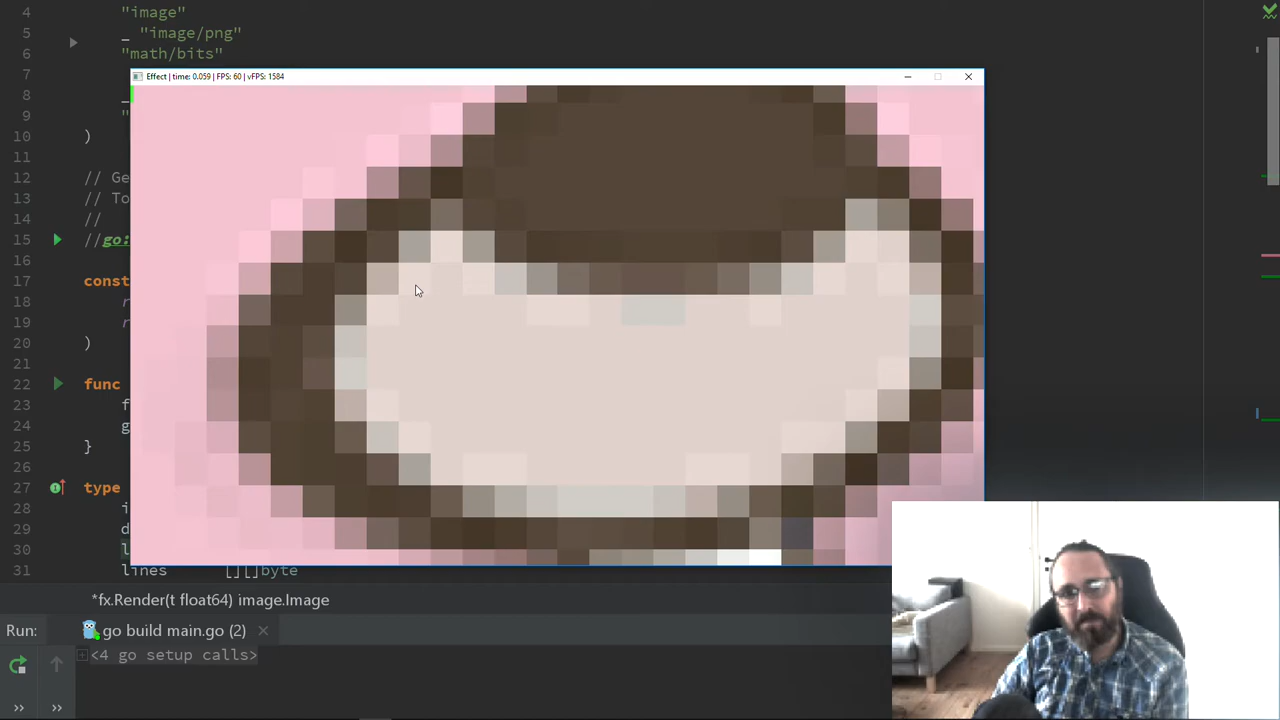 4 "image"
5 _ "image/png"
6 "math/bits"
7
Effect | time: 0.059 | FPS: 60 | vFPS: 1584
8 _
9 "
10 )
11
12 // Ge
13 // To
14 //
15 //go:
16
17 const
18 r
19 r
20 )
21
22 func
23 f
24 g
25 }
26
27 type
28 i
29 d
30 l
31 lines [][]byte
*fx.Render(t float64) image.Image
Run: go build main.go (2)
<4 go setup calls>